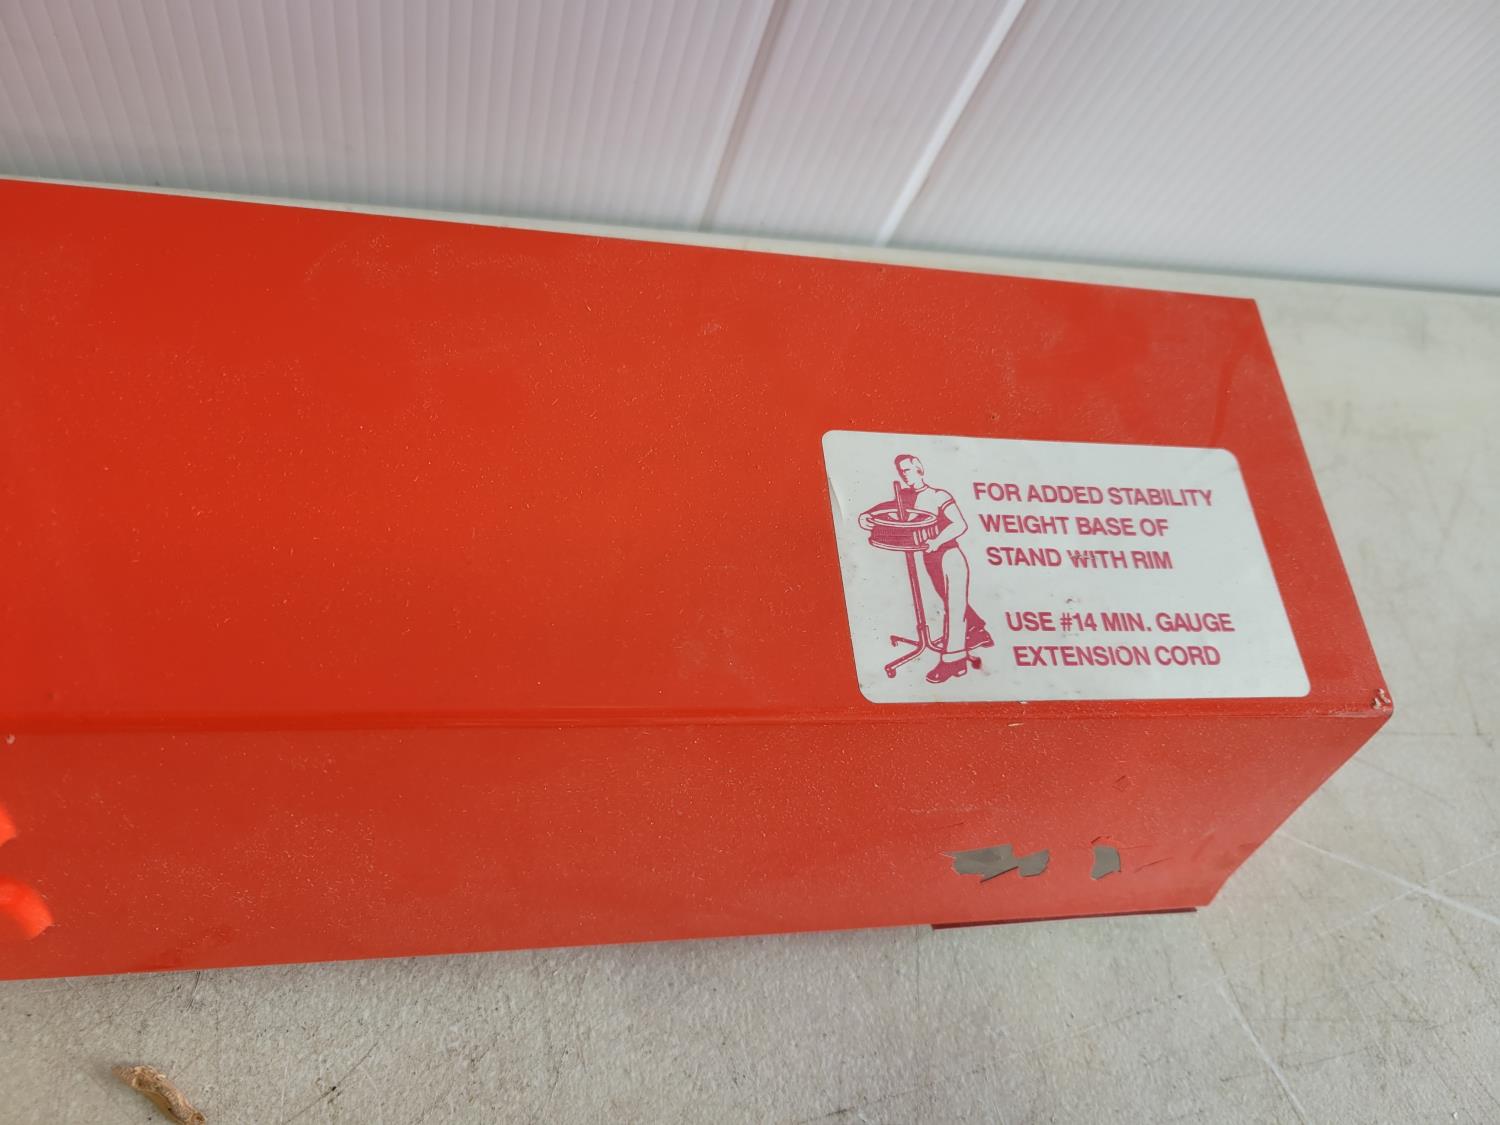 FOR ADDED STABILITY
WEIGHT BASE OF
STAND WITH RIM
USE #14 MIN. GAUGE
EXTENSION CORD